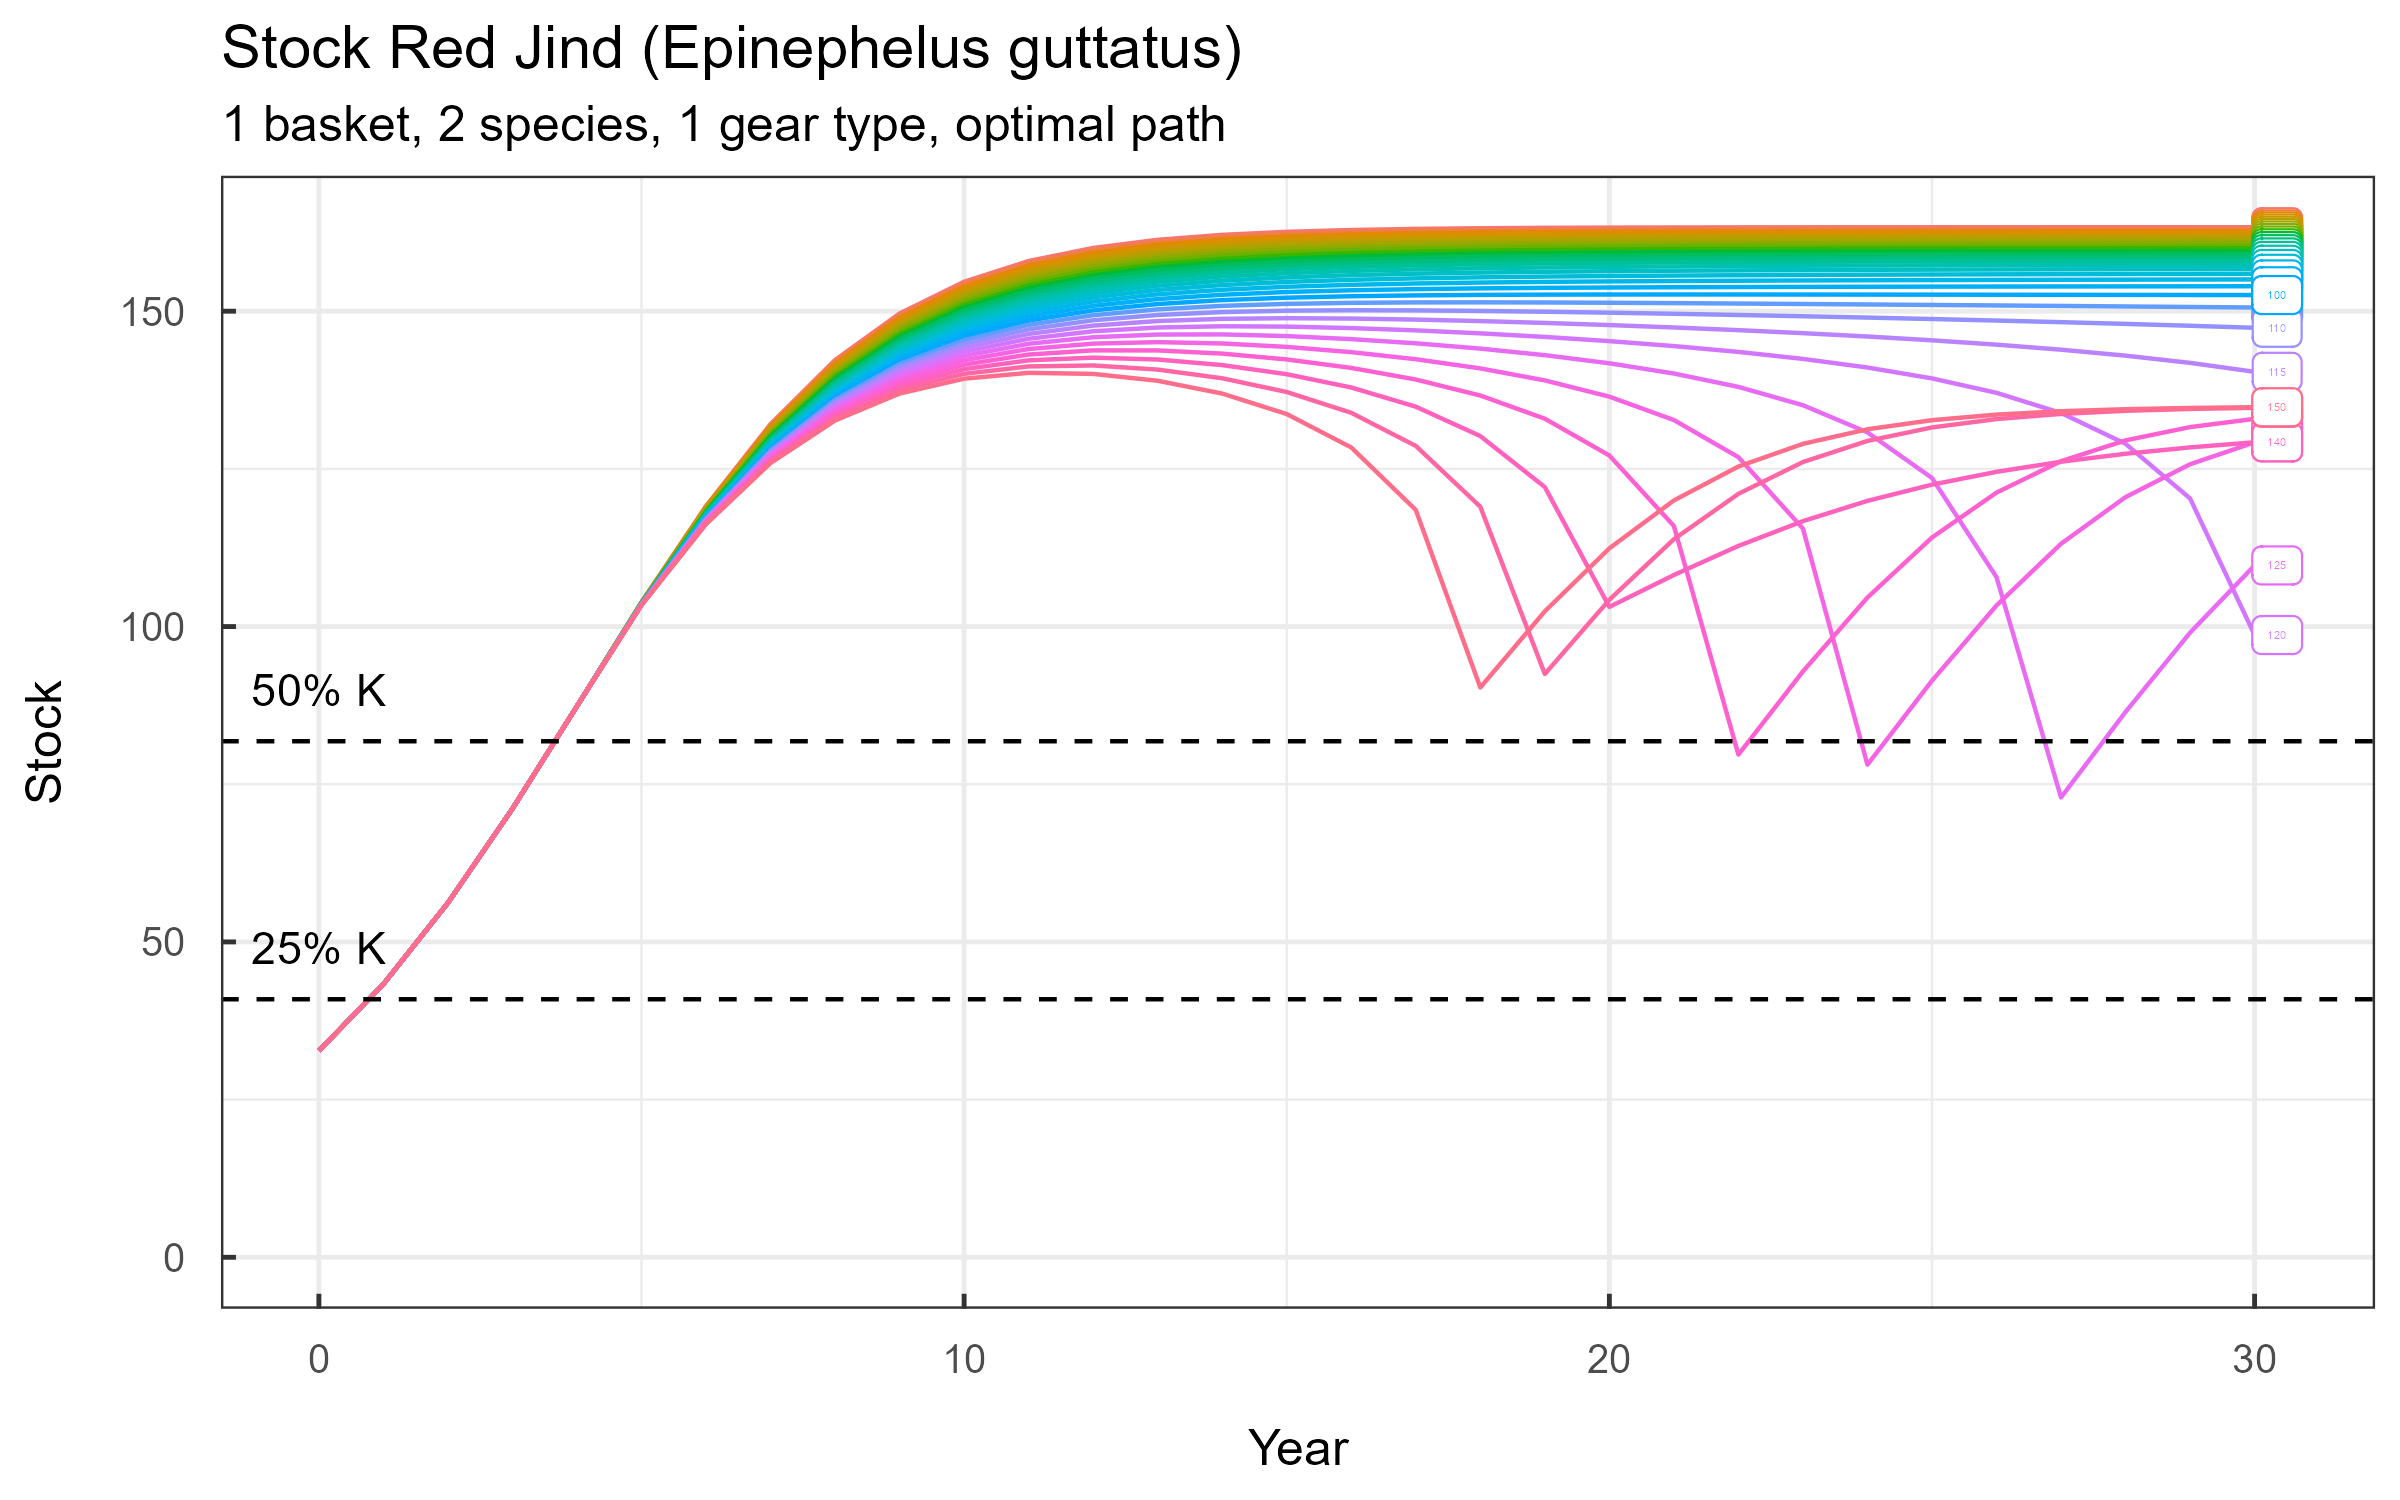 Stock Red Jind (Epinephelus guttatus)
1 basket, 2 species, 1 gear type, optimal path
Stock
150
100
50
0
50% K
25% K
100
110
115
150
140
125
120
0
10
20
30
Year